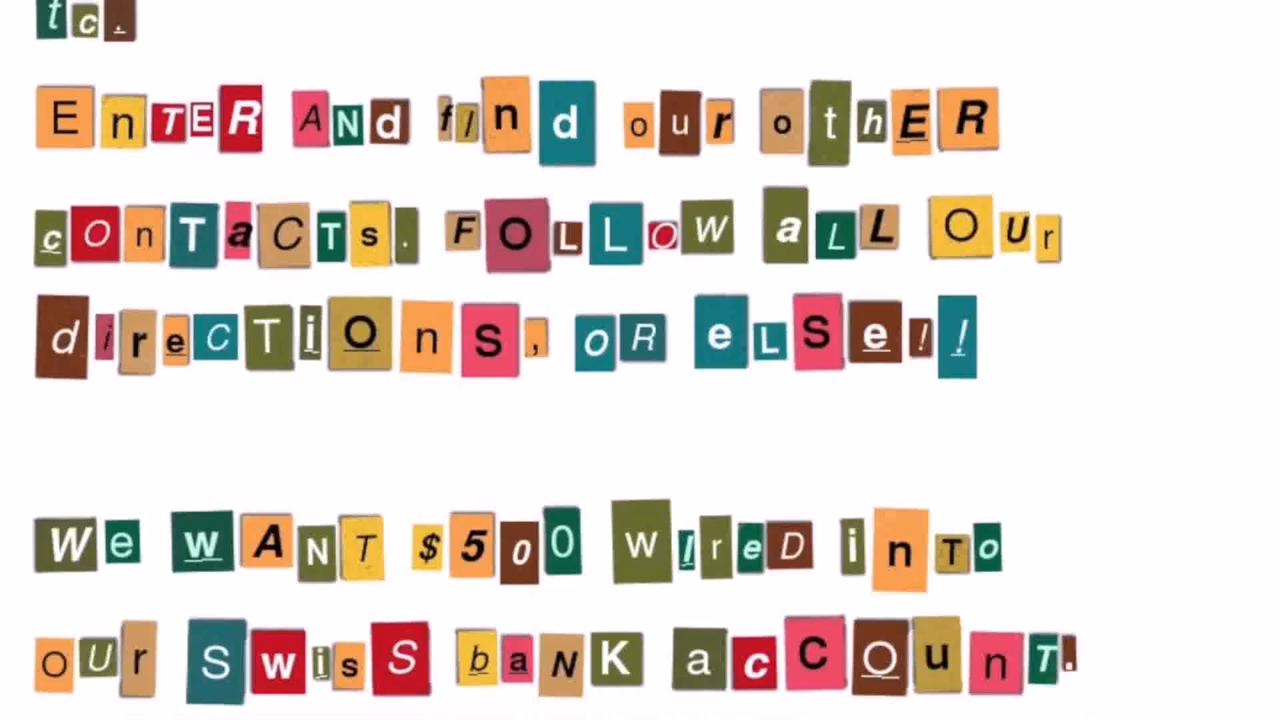 tc.
EnTER ANd fInd our othER
cOnTaCTs. FOLLOW aLL OUr
direCTiOns, oR eLSe!!
We wANT $500 wIreD inTo
oUr SwisS baNK acCOunT.